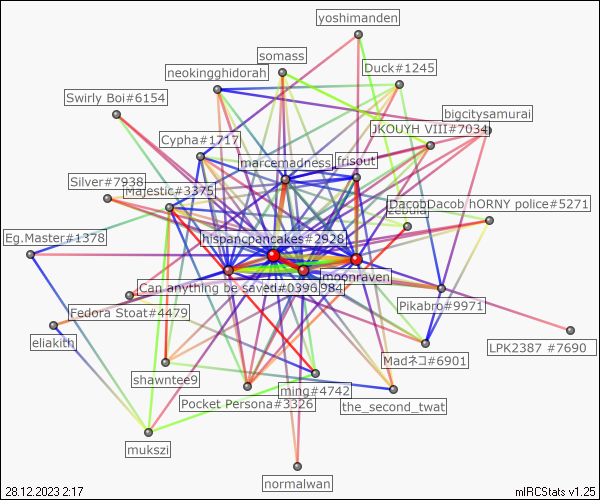 yoshimanden
somass
Duck#1245
neokingghidorah
Swirly Boi#6154
bigcitysamurai
JKOUYH VIII#7034
Cypha#1717
marcemadness
frisout
Silver#7938
Majestic#3375
DacobDacob hORNY police#5271
Eg.Master#1378
hispancpancakes#2928
moonraven
Can anything be saved#0396
984
Pikabro#9971
Fedora Stoat#4479
eliakith
LPK2387 #7690
Madネコ#6901
shawntee9
ming#4742
Pocket Persona#3326
the_second_twat
mukszi
normalwan
28.12.2023 2:17
mIRCStats v1.25